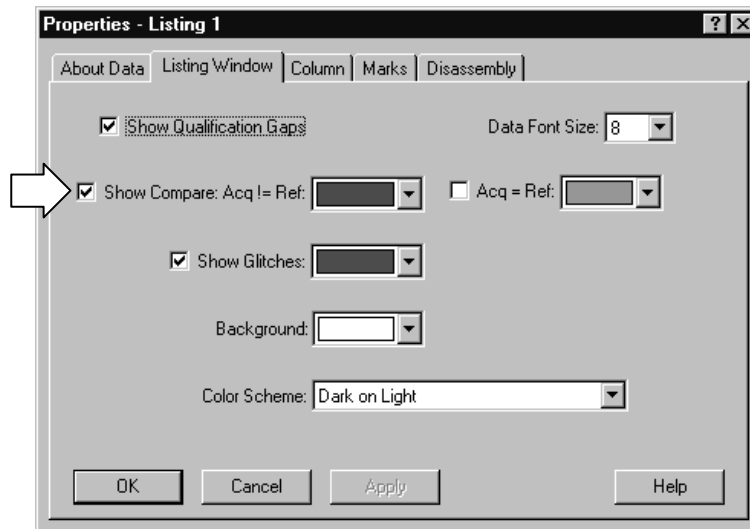 Properties - Listing 1
About Data Listing Window Column Marks Disassembly
Show Qualification Gaps Data Font Size: 8
Show Compare: Acq != Ref: Acq = Ref:
Show Glitches:
Background:
Color Scheme: Dark on Light
OK Cancel Apply Help